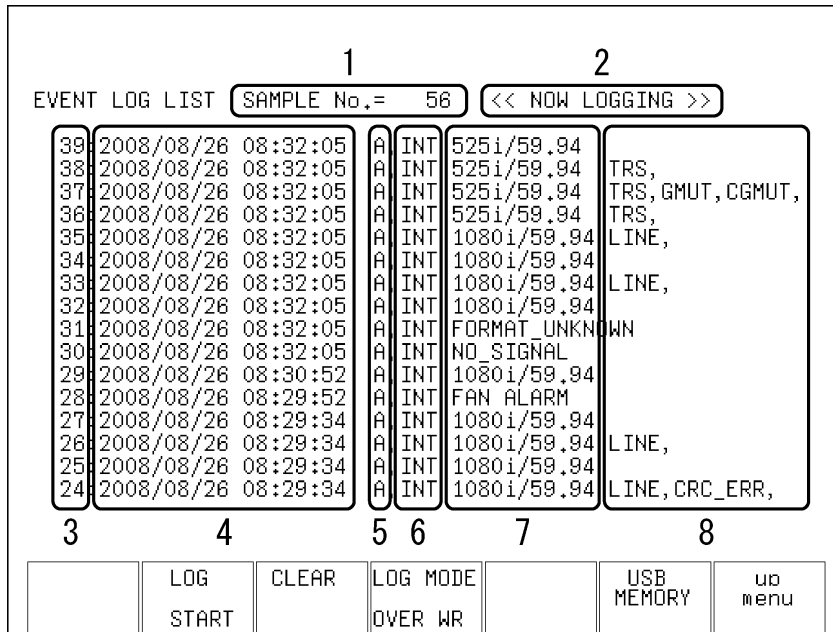 1 2
EVENT LOG LIST SAMPLE No.= 56 << NOW LOGGING >>
39:2008/08/26 08:32:05 A,INT 525i/59.94
38:2008/08/26 08:32:05 A,INT 525i/59.94 TRS,
37:2008/08/26 08:32:05 A,INT 525i/59.94 TRS,GMUT,CGMUT,
36:2008/08/26 08:32:05 A,INT 525i/59.94 TRS,
35:2008/08/26 08:32:05 A,INT 1080i/59.94 LINE,
34:2008/08/26 08:32:05 A,INT 1080i/59.94
33:2008/08/26 08:32:05 A,INT 1080i/59.94 LINE,
32:2008/08/26 08:32:05 A,INT 1080i/59.94
31:2008/08/26 08:32:05 A,INT FORMAT_UNKNOWN
30:2008/08/26 08:32:05 A,INT NO_SIGNAL
29:2008/08/26 08:30:52 A,INT 1080i/59.94
28:2008/08/26 08:29:52 A,INT FAN ALARM
27:2008/08/26 08:29:34 A,INT 1080i/59.94
26:2008/08/26 08:29:34 A,INT 1080i/59.94 LINE,
25:2008/08/26 08:29:34 A,INT 1080i/59.94
24:2008/08/26 08:29:34 A,INT 1080i/59.94 LINE,CRC_ERR,
3 4 5 6 7 8
LOG
START
CLEAR
LOG MODE
OVER WR
USB
MEMORY
up
menu